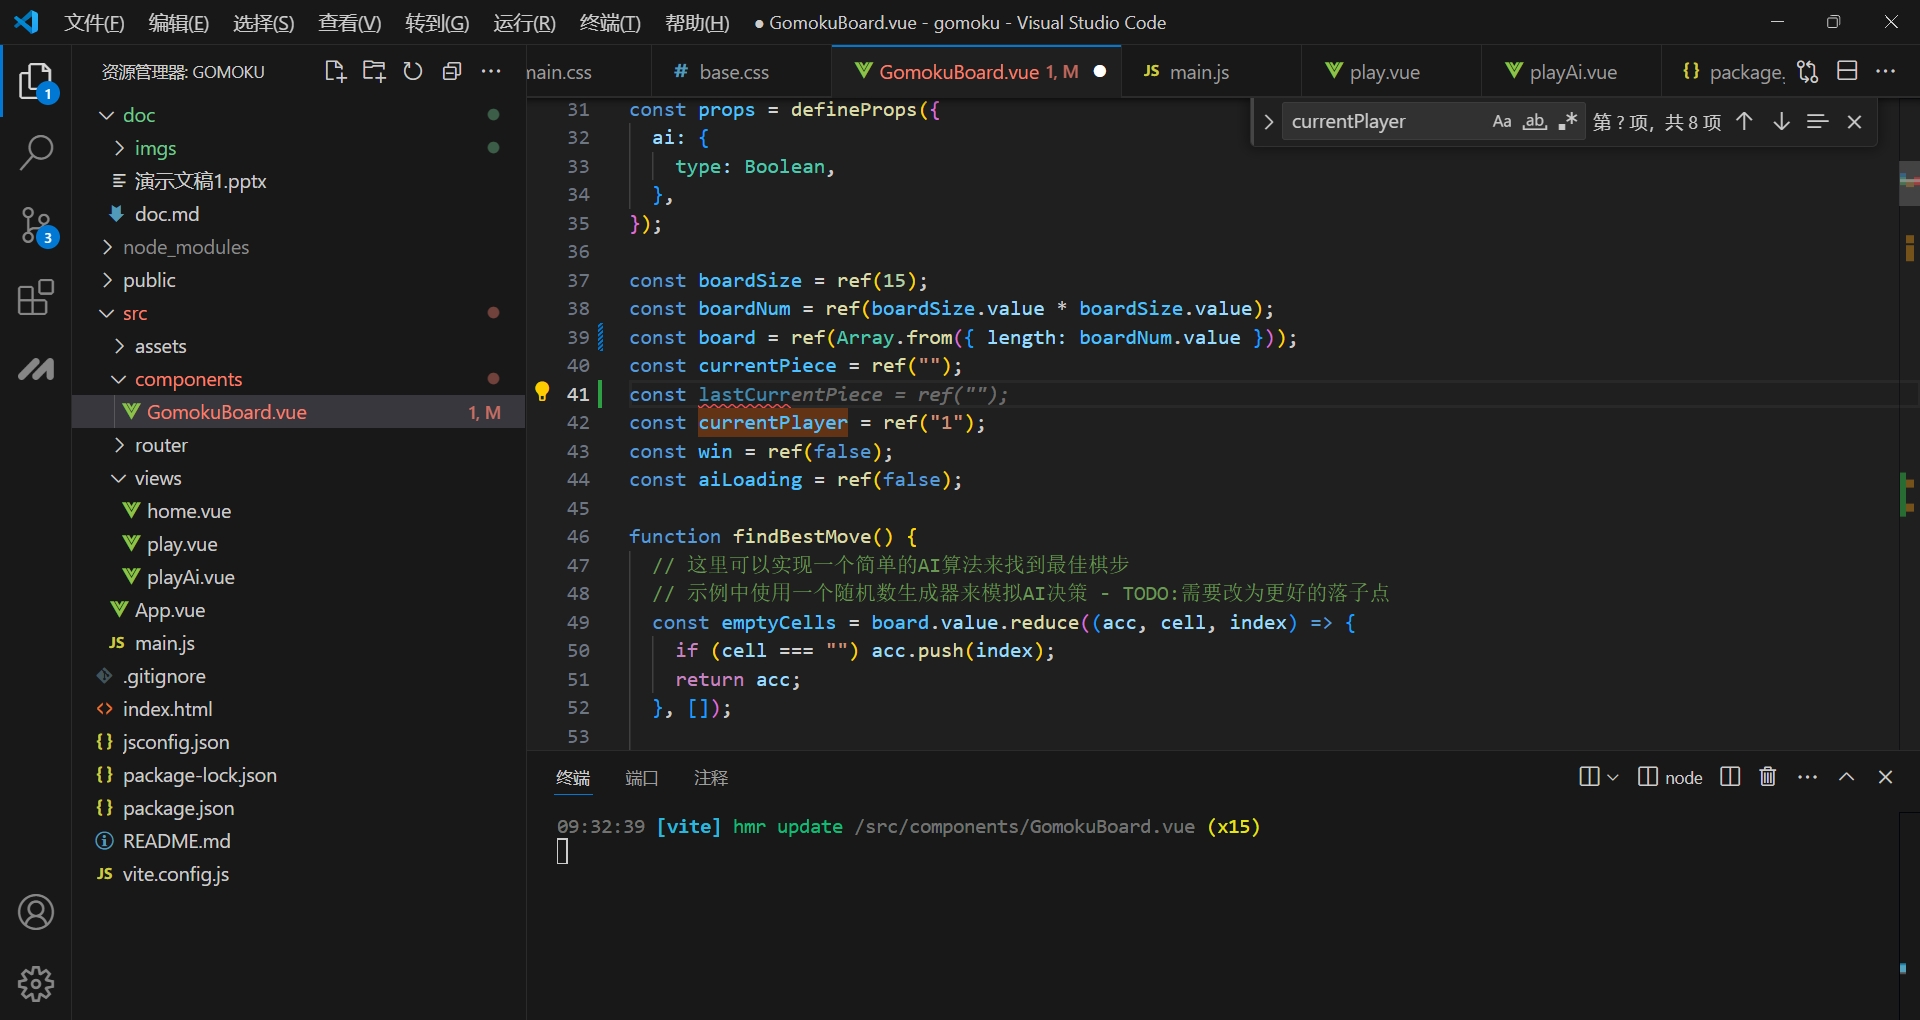 文件(F) 编辑(E) 选择(S) 查看(V) 转到(G) 运行(R) 终端(T) 帮助(H) ● GomokuBoard.vue - gomoku - Visual Studio Code
资源管理器: GOMOKU
main.css # base.css GomokuBoard.vue 1, M JS main.js play.vue playAi.vue {} package.
currentPlayer Aa ab .* 第 ? 项, 共 8 项
1
3
doc
imgs
演示文稿1.pptx
doc.md
node_modules
public
src
assets
components
GomokuBoard.vue 1, M
router
views
home.vue
play.vue
playAi.vue
App.vue
JS main.js
.gitignore
<> index.html
{} jsconfig.json
{} package-lock.json
{} package.json
README.md
JS vite.config.js
31 const props = defineProps({
32 ai: {
33 type: Boolean,
34 },
35 });
36
37 const boardSize = ref(15);
38 const boardNum = ref(boardSize.value * boardSize.value);
39 const board = ref(Array.from({ length: boardNum.value }));
40 const currentPiece = ref("");
41 const lastCurrentPiece = ref("");
42 const currentPlayer = ref("1");
43 const win = ref(false);
44 const aiLoading = ref(false);
45
46 function findBestMove() {
47 // 这里可以实现一个简单的AI算法来找到最佳棋步
48 // 示例中使用一个随机数生成器来模拟AI决策 - TODO:需要改为更好的落子点
49 const emptyCells = board.value.reduce((acc, cell, index) => {
50 if (cell === "") acc.push(index);
51 return acc;
52 }, []);
53
终端 端口 注释 node
09:32:39 [vite] hmr update /src/components/GomokuBoard.vue (x15)